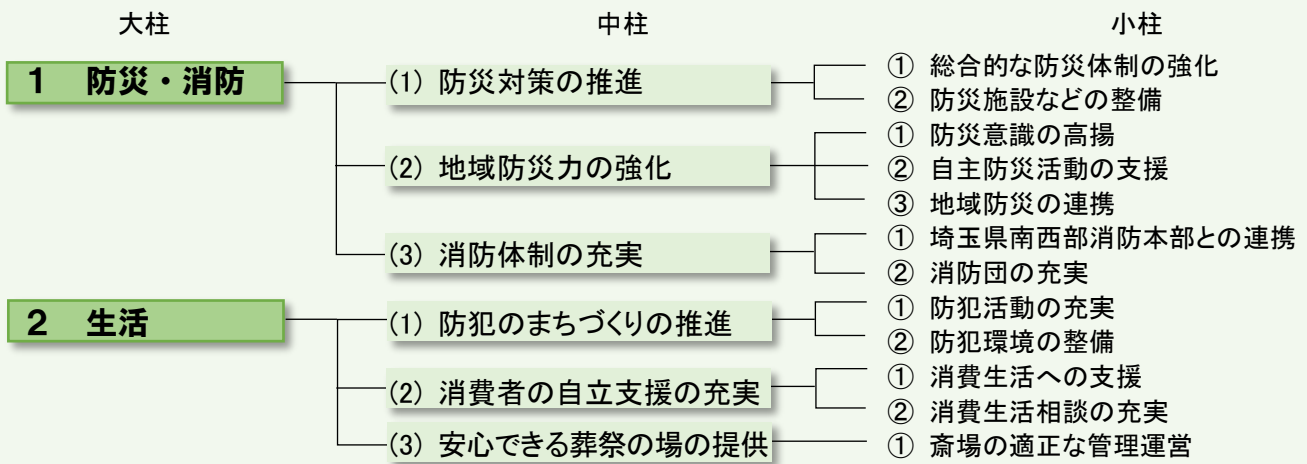 大柱 中柱 小柱
1 防災・消防
(1) 防災対策の推進
① 総合的な防災体制の強化
② 防災施設などの整備
(2) 地域防災力の強化
① 防災意識の高揚
② 自主防災活動の支援
③ 地域防災の連携
(3) 消防体制の充実
① 埼玉県南西部消防本部との連携
② 消防団の充実
2 生活
(1) 防犯のまちづくりの推進
① 防犯活動の充実
② 防犯環境の整備
(2) 消費者の自立支援の充実
① 消費生活への支援
② 消費生活相談の充実
(3) 安心できる葬祭の場の提供
① 斎場の適正な管理運営